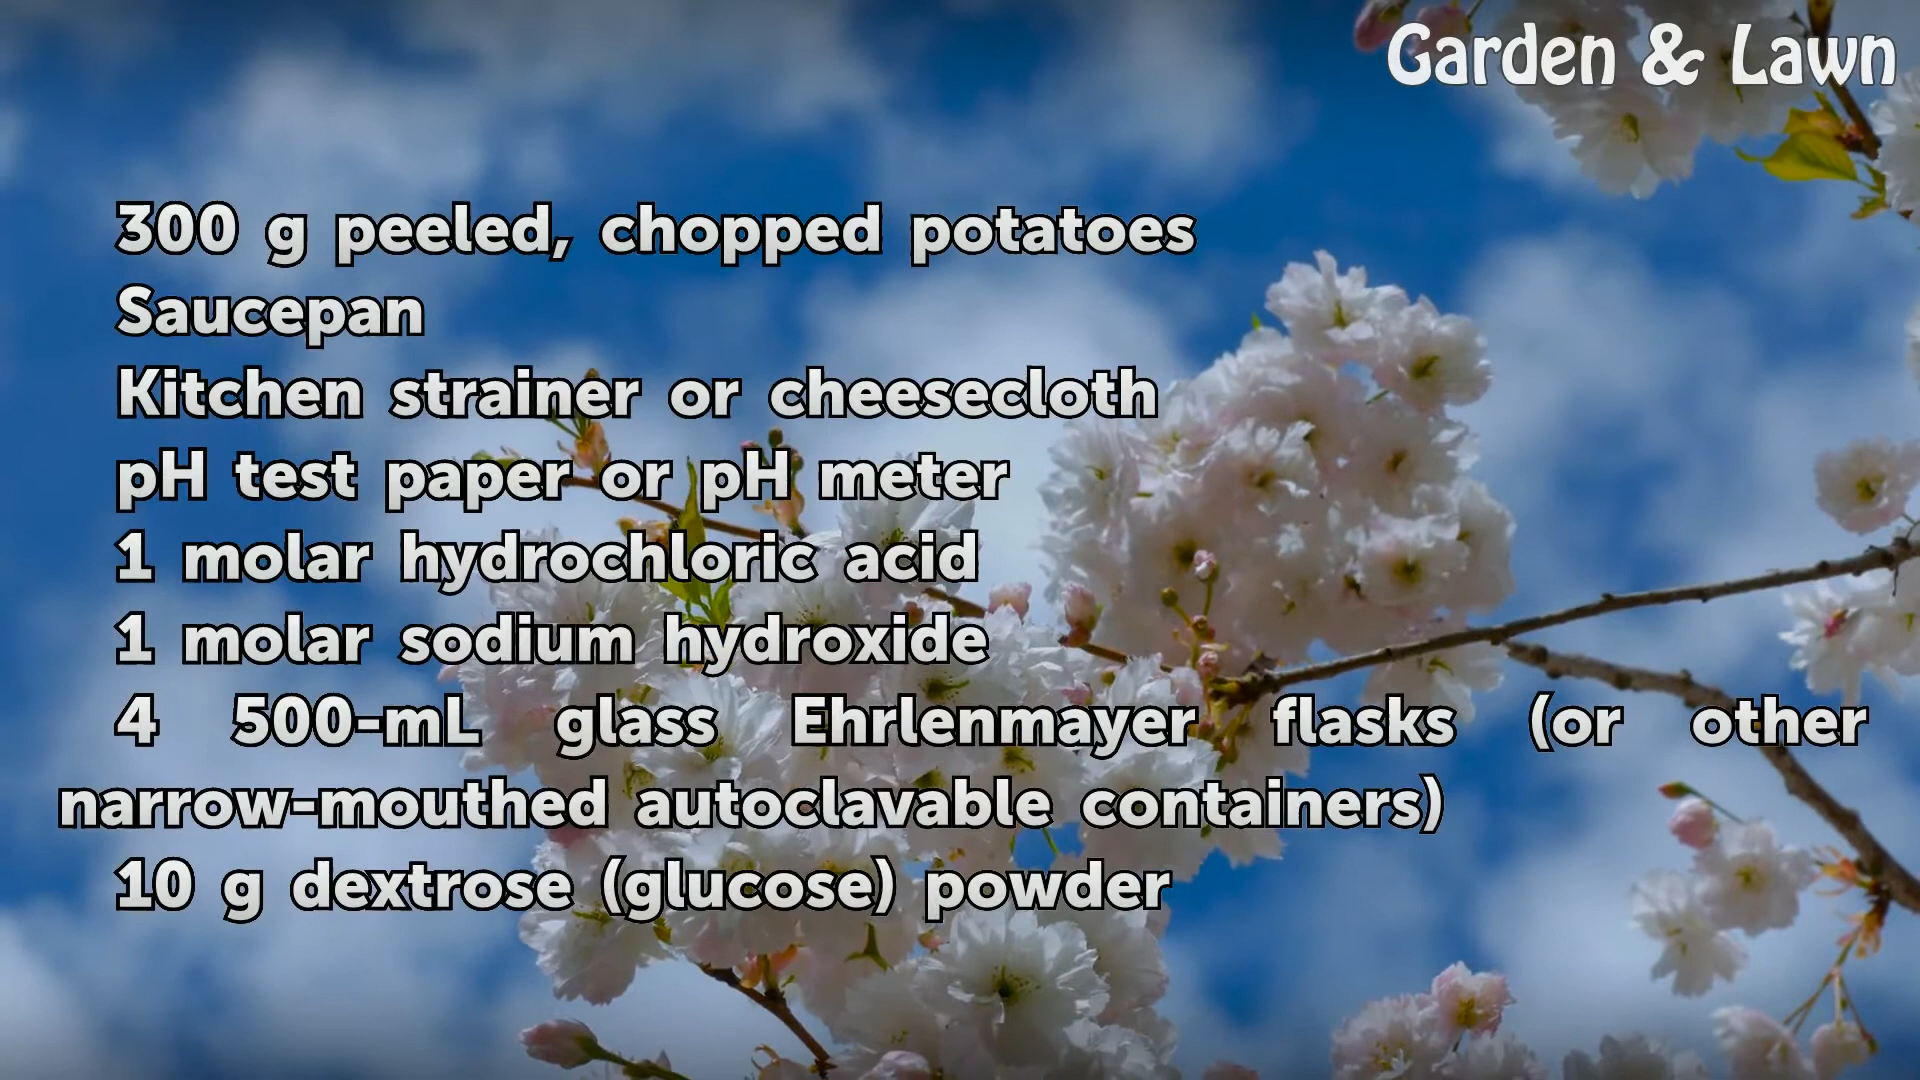 Garden & Lawn
300 g peeled, chopped potatoes
Saucepan
Kitchen strainer or cheesecloth
pH test paper or pH meter
1 molar hydrochloric acid
1 molar sodium hydroxide
4 500-mL glass Ehrlenmayer flasks (or other
narrow-mouthed autoclavable containers)
10 g dextrose (glucose) powder